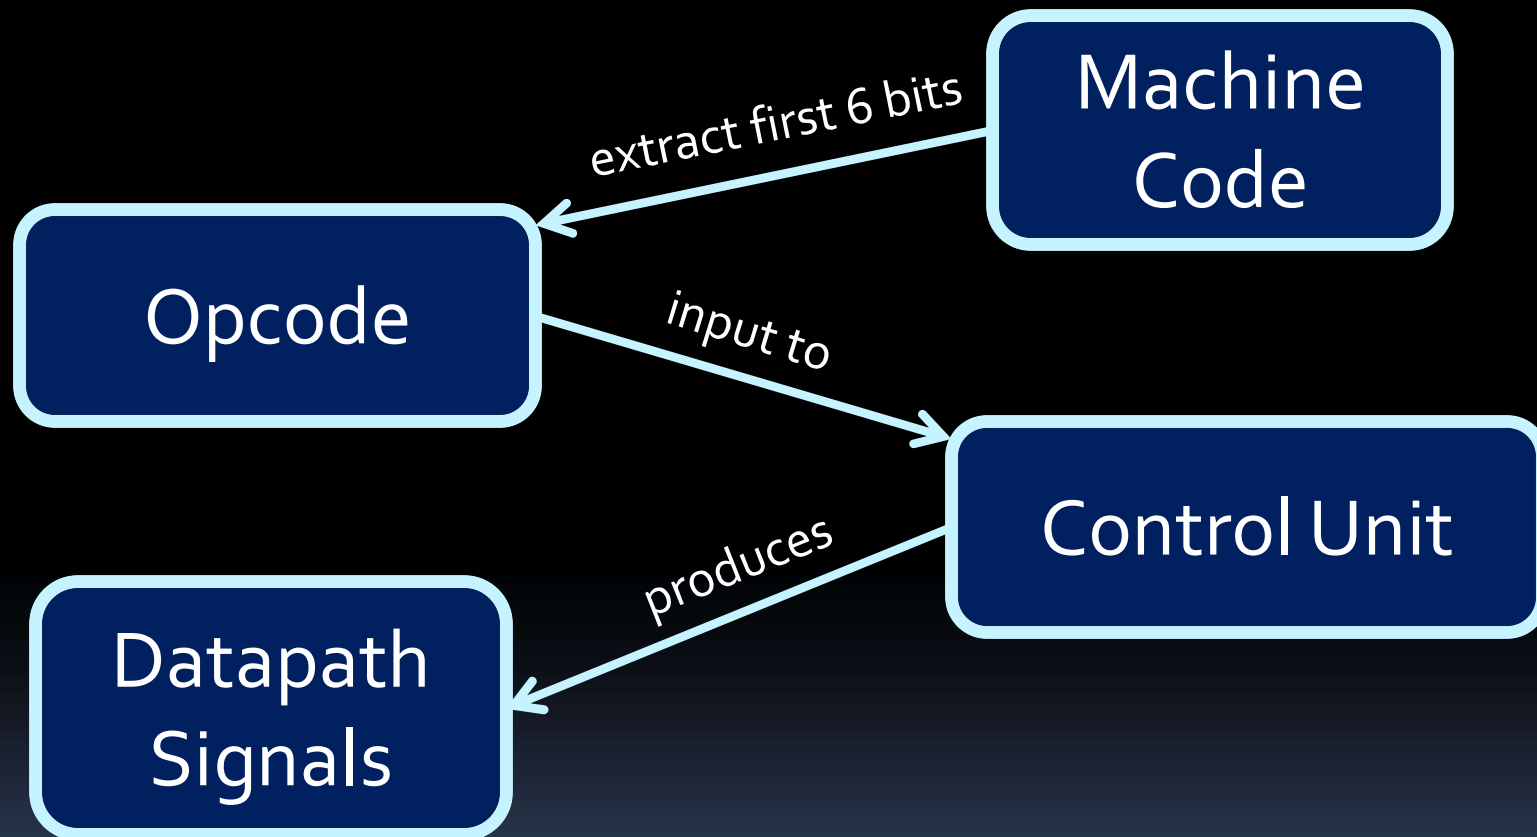 Machine
Code
extract first 6 bits
Opcode
input to
Control Unit
produces
Datapath
Signals